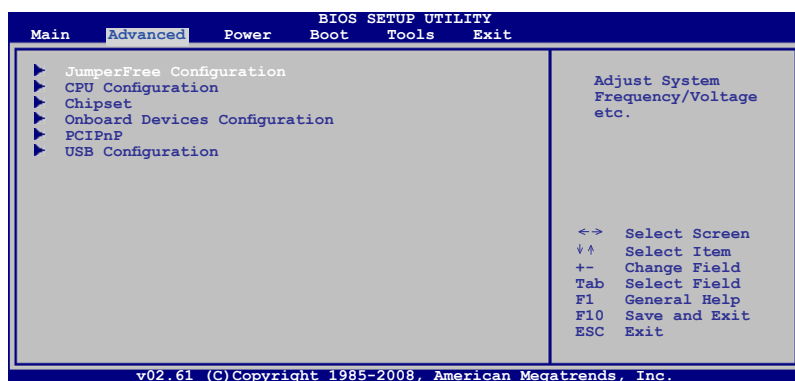 BIOS SETUP UTILITY
Main Advanced Power Boot Tools Exit
JumperFree Configuration
CPU Configuration
Chipset
Onboard Devices Configuration
PCIPnP
USB Configuration
Adjust System
Frequency/Voltage
etc.
←→ Select Screen
↓↑ Select Item
+- Change Field
Tab Select Field
F1 General Help
F10 Save and Exit
ESC Exit
v02.61 (C)Copyright 1985-2008, American Megatrends, Inc.